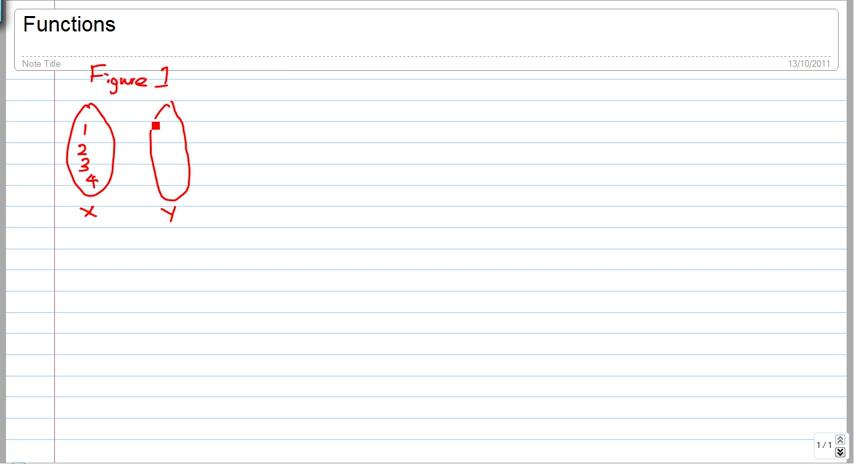 Functions
Note Title
13/10/2011
Figure 1
1
2
3
4
X
Y
1 / 1